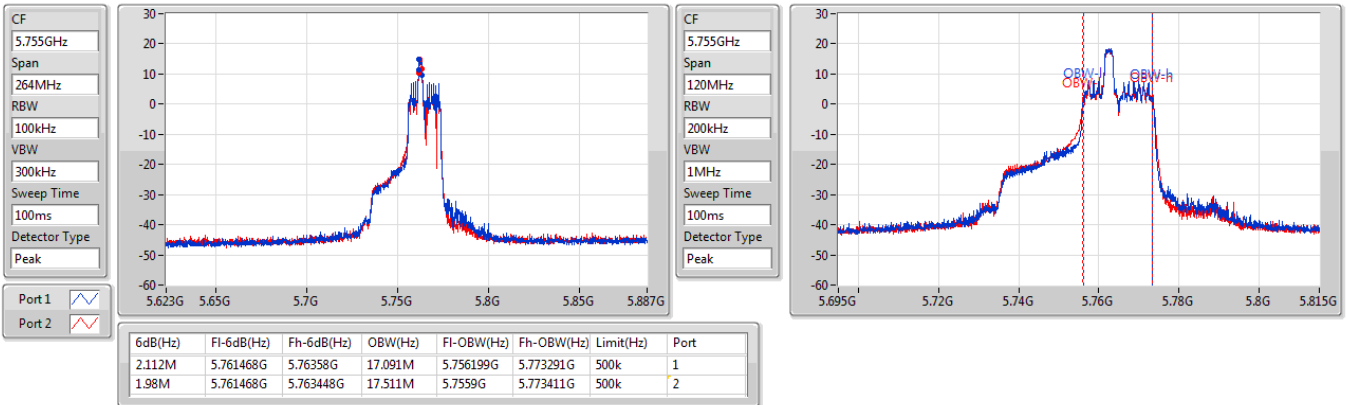 CF
5.755GHz
Span
264MHz
RBW
100kHz
VBW
300kHz
Sweep Time
100ms
Detector Type
Peak
Port 1
Port 2
30
20
10
0
-10
-20
-30
-40
-50
-60
5.623G 5.65G 5.7G 5.75G 5.8G 5.85G 5.887G
CF
5.755GHz
Span
120MHz
RBW
200kHz
VBW
1MHz
Sweep Time
100ms
Detector Type
Peak
30
20
10
0
-10
-20
-30
-40
-50
-60
OBW-l OBW-h
OBW-h
5.695G 5.72G 5.74G 5.76G 5.78G 5.8G 5.815G
6dB(Hz) Fl-6dB(Hz) Fh-6dB(Hz) OBW(Hz) Fl-OBW(Hz) Fh-OBW(Hz) Limit(Hz) Port
2.112M 5.761468G 5.76358G 17.091M 5.756199G 5.773291G 500k 1
1.98M 5.761468G 5.763448G 17.511M 5.7559G 5.773411G 500k 2